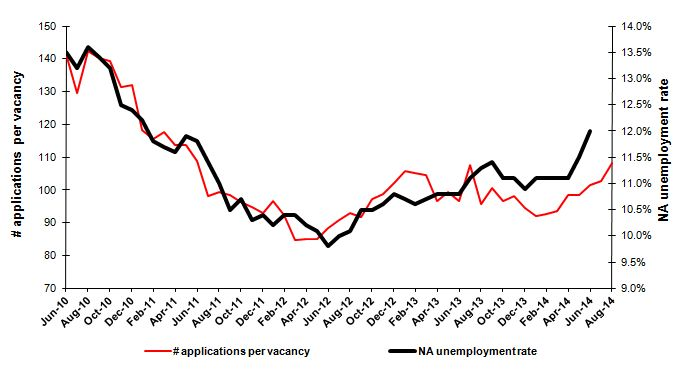 150
140
130
120
110
100
90
80
70
# applications per vacancy
14.0%
13.5%
13.0%
12.5%
12.0%
11.5%
11.0%
10.5%
10.0%
9.5%
9.0%
NA unemployment rate
Jun-10
Aug-10
Oct-10
Dec-10
Feb-11
Apr-11
Jun-11
Aug-11
Oct-11
Dec-11
Feb-12
Apr-12
Jun-12
Aug-12
Oct-12
Dec-12
Feb-13
Apr-13
Jun-13
Aug-13
Oct-13
Dec-13
Feb-14
Apr-14
Jun-14
Aug-14
# applications per vacancy
NA unemployment rate